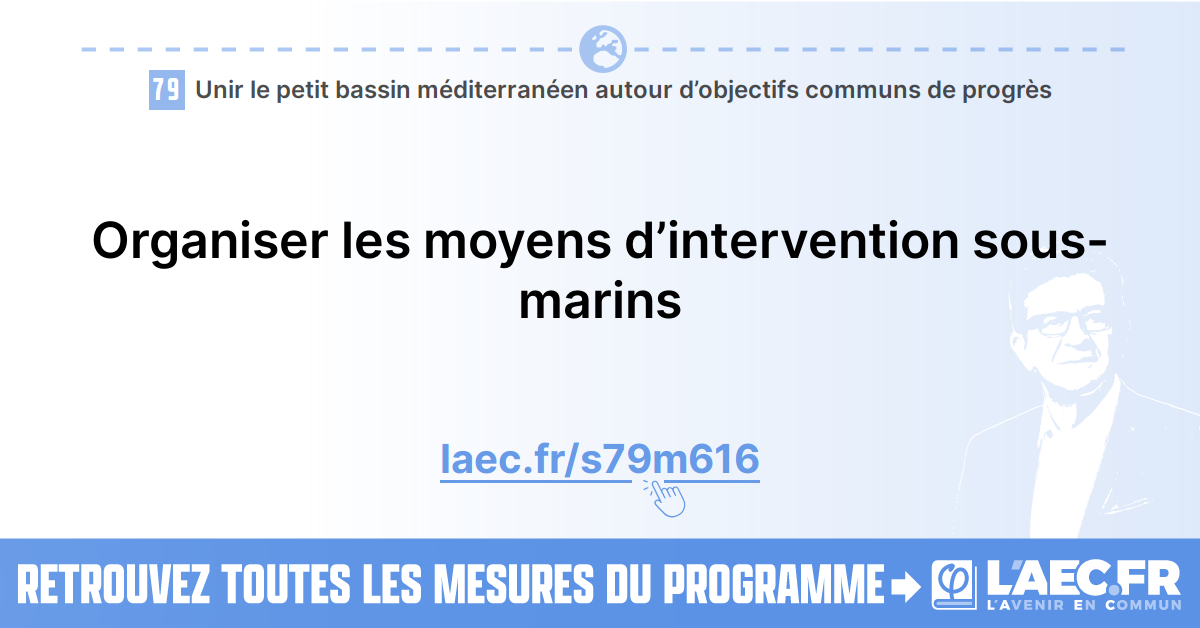 79 Unir le petit bassin méditerranéen autour d’objectifs communs de progrès
Organiser les moyens d’intervention sous-
marins
laec.fr/s79m616
RETROUVEZ TOUTES LES MESURES DU PROGRAMME
L'AEC.FR
L'AVENIR EN COMMUN